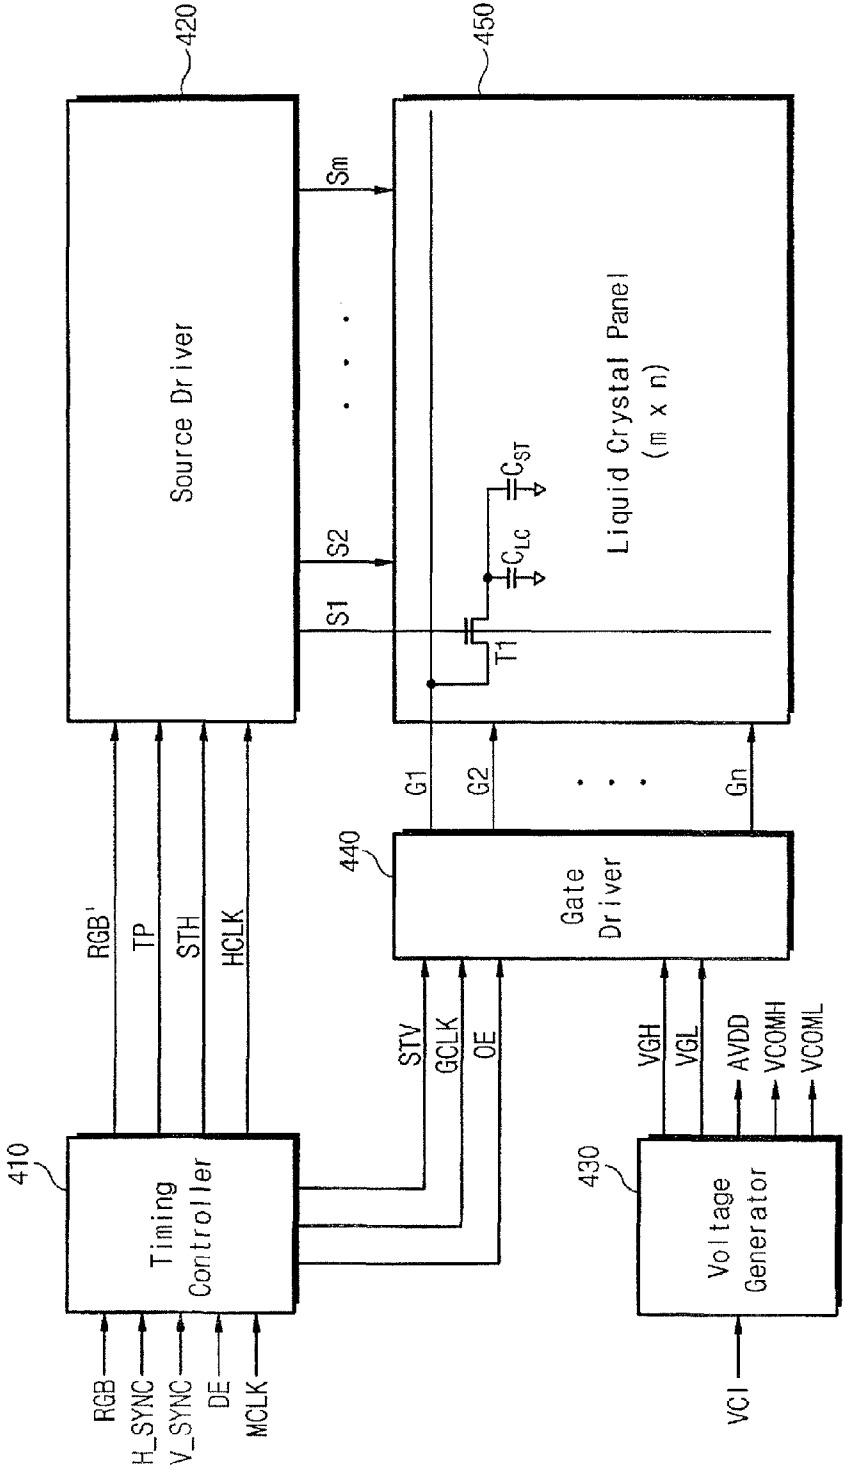 410
420
RGB
H_SYNC
V_SYNC
DE
MCLK
Timing
Controller
RGB'
TP
STH
HCLK
Source Driver
STV
GCLK
OE
S1
S2
Sm
430
440
450
VCI
Voltage
Generator
VGH
VGL
AVDD
VCOMH
VCOML
Gate
Driver
G1
G2
Gn
T1
CLC
CST
Liquid Crystal Panel
(m x n)